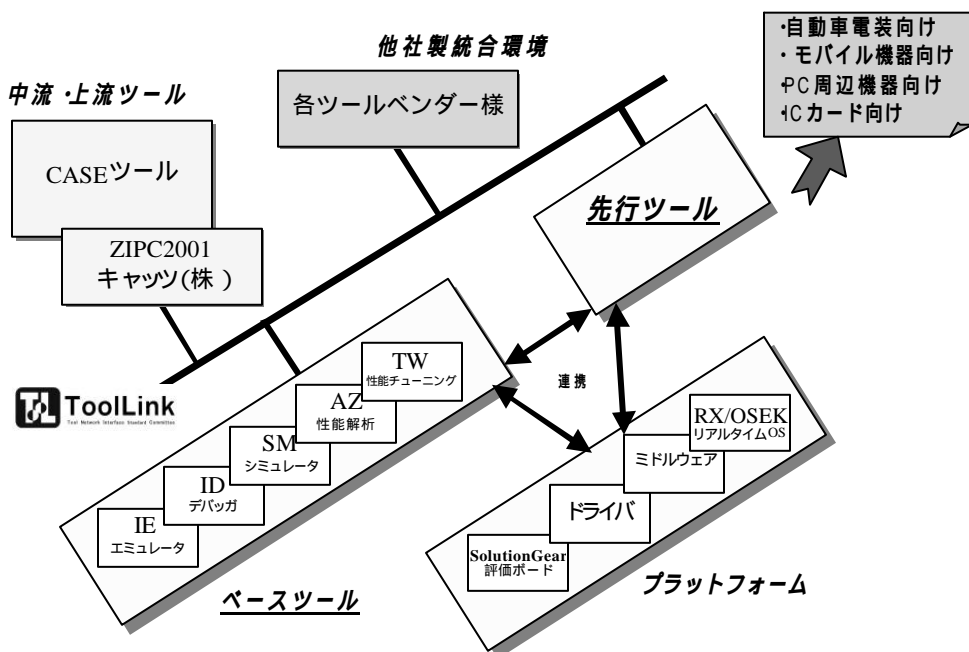 他社製統合環境
各ツールベンダー様
・自動車電装向け
・モバイル機器向け
・PC周辺機器向け
・ICカード向け
中流・上流ツール
CASEツール
ZIPC2001
キャッツ(株)
先行ツール
ToolLink
Tool Network Interface Standard Committee
連携
TW
性能チューニング
AZ
性能解析
SM
シミュレータ
ID
デバッガ
IE
エミュレータ
ベースツール
RX/OSEK
リアルタイムOS
ミドルウェア
ドライバ
SolutionGear
評価ボード
プラットフォーム